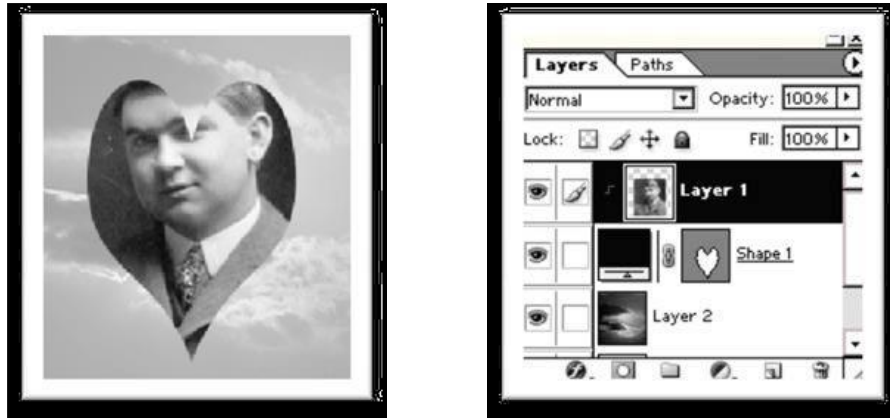 Layers Paths
Normal Opacity: 100%
Lock: Fill: 100%
Layer 1
Shape 1
Layer 2